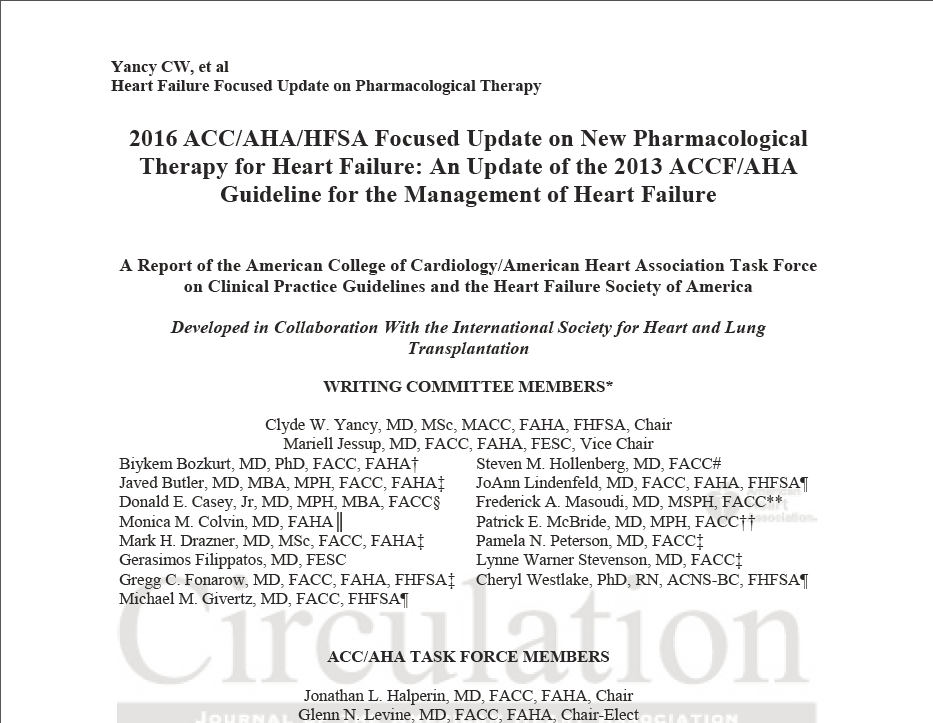 Yancy CW, et al
Heart Failure Focused Update on Pharmacological Therapy
2016 ACC/AHA/HFSA Focused Update on New Pharmacological
Therapy for Heart Failure: An Update of the 2013 ACCF/AHA
Guideline for the Management of Heart Failure
A Report of the American College of Cardiology/American Heart Association Task Force
on Clinical Practice Guidelines and the Heart Failure Society of America
Developed in Collaboration With the International Society for Heart and Lung
Transplantation
WRITING COMMITTEE MEMBERS*
Clyde W. Yancy, MD, MSc, MACC, FAHA, FHFSA, Chair
Mariell Jessup, MD, FACC, FAHA, FESC, Vice Chair
Biykem Bozkurt, MD, PhD, FACC, FAHA†
Javed Butler, MD, MBA, MPH, FACC, FAHA‡
Donald E. Casey, Jr, MD, MPH, MBA, FACC§
Monica M. Colvin, MD, FAHA║
Mark H. Drazner, MD, MSc, FACC, FAHA‡
Gerasimos Filippatos, MD, FESC
Gregg C. Fonarow, MD, FACC, FAHA, FHFSA‡
Michael M. Givertz, MD, FACC, FHFSA¶
Steven M. Hollenberg, MD, FACC#
JoAnn Lindenfeld, MD, FACC, FAHA, FHFSA¶
Frederick A. Masoudi, MD, MSPH, FACC**
Patrick E. McBride, MD, MPH, FACC††
Pamela N. Peterson, MD, FACC‡
Lynne Warner Stevenson, MD, FACC‡
Cheryl Westlake, PhD, RN, ACNS-BC, FHFSA¶
Circulation
ACC/AHA TASK FORCE MEMBERS
Jonathan L. Halperin, MD, FACC, FAHA, Chair
Glenn N. Levine, MD, FACC, FAHA, Chair-Elect